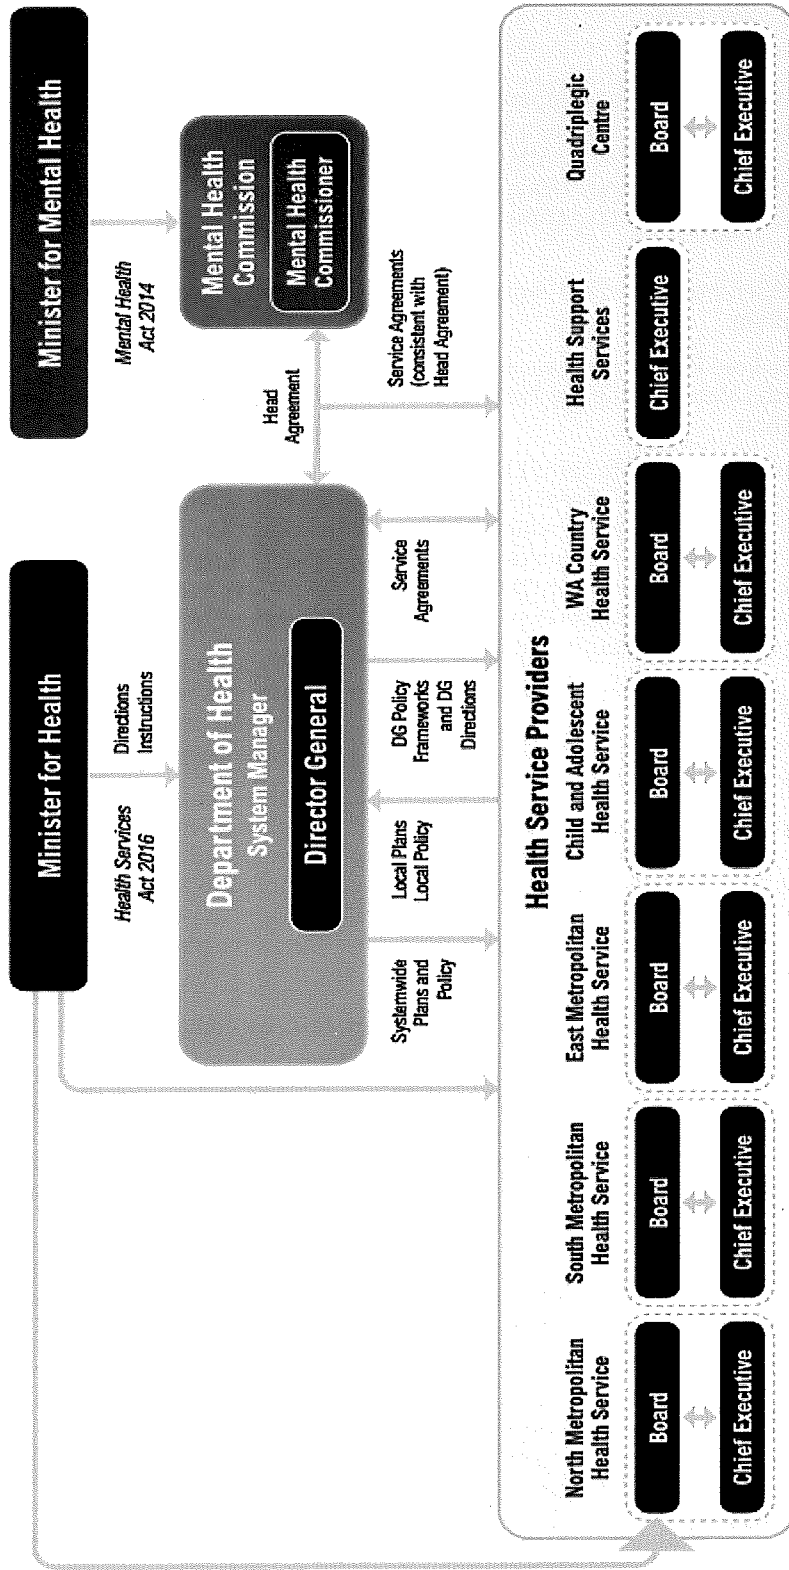 Minister for Health
Minister for Mental Health
Health Services
Act 2016
Directions
Instructions
Mental Health
Act 2014
Department of Health
System Manager
Director General
Head
Agreement
Mental Health
Commission
Mental Health
Commissioner
Systemwide
Plans and
Policy
Local Plans
Local Policy
DG Policy
Frameworks
and DG
Directions
Service
Agreements
Service Agreements
(consistent with
Head Agreement)
Health Service Providers
North Metropolitan
Health Service
Board
Chief Executive
South Metropolitan
Health Service
Board
Chief Executive
East Metropolitan
Health Service
Board
Chief Executive
Child and Adolescent
Health Service
Board
Chief Executive
WA Country
Health Service
Board
Chief Executive
Health Support
Services
Chief Executive
Quadriplegic
Centre
Board
Chief Executive